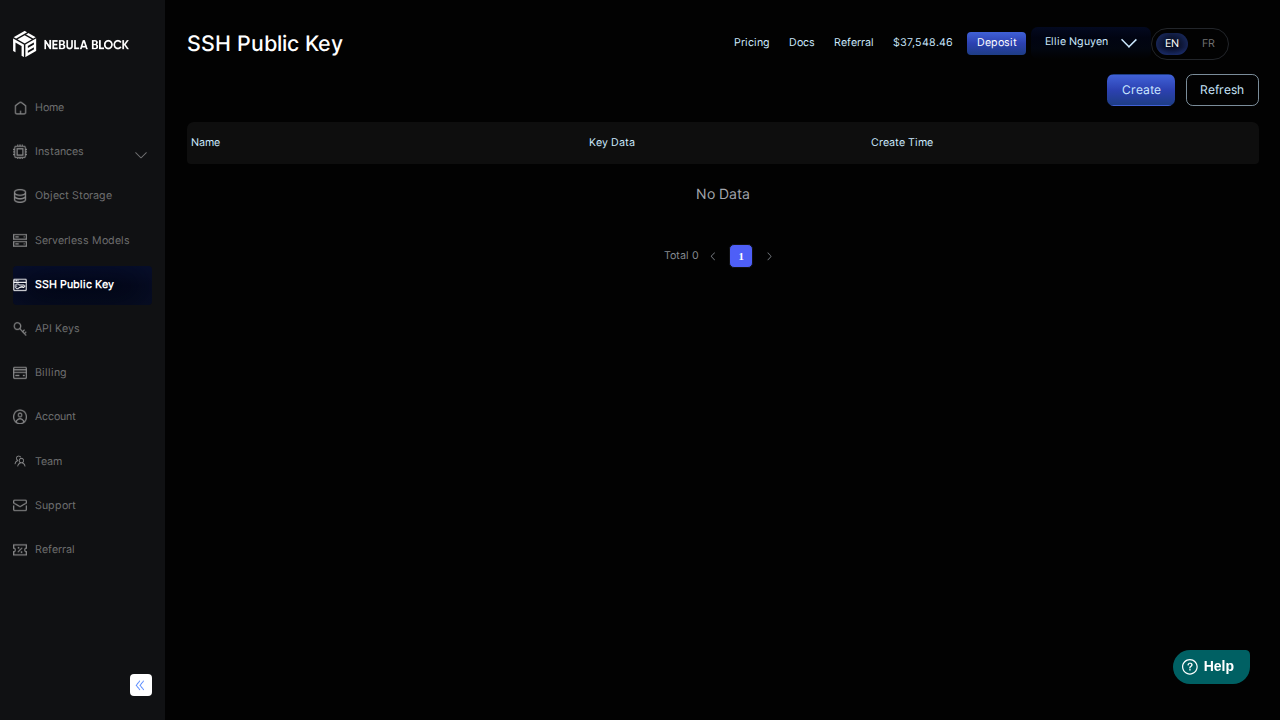 NEBULA BLOCK
SSH Public Key
Pricing
Docs
Referral
$37,548.46
Deposit
Ellie Nguyen
EN
FR
Create
Refresh
Home
Instances
Object Storage
Serverless Models
SSH Public Key
API Keys
Billing
Account
Team
Support
Referral
Name
Key Data
Create Time
No Data
Total 0
1
Help